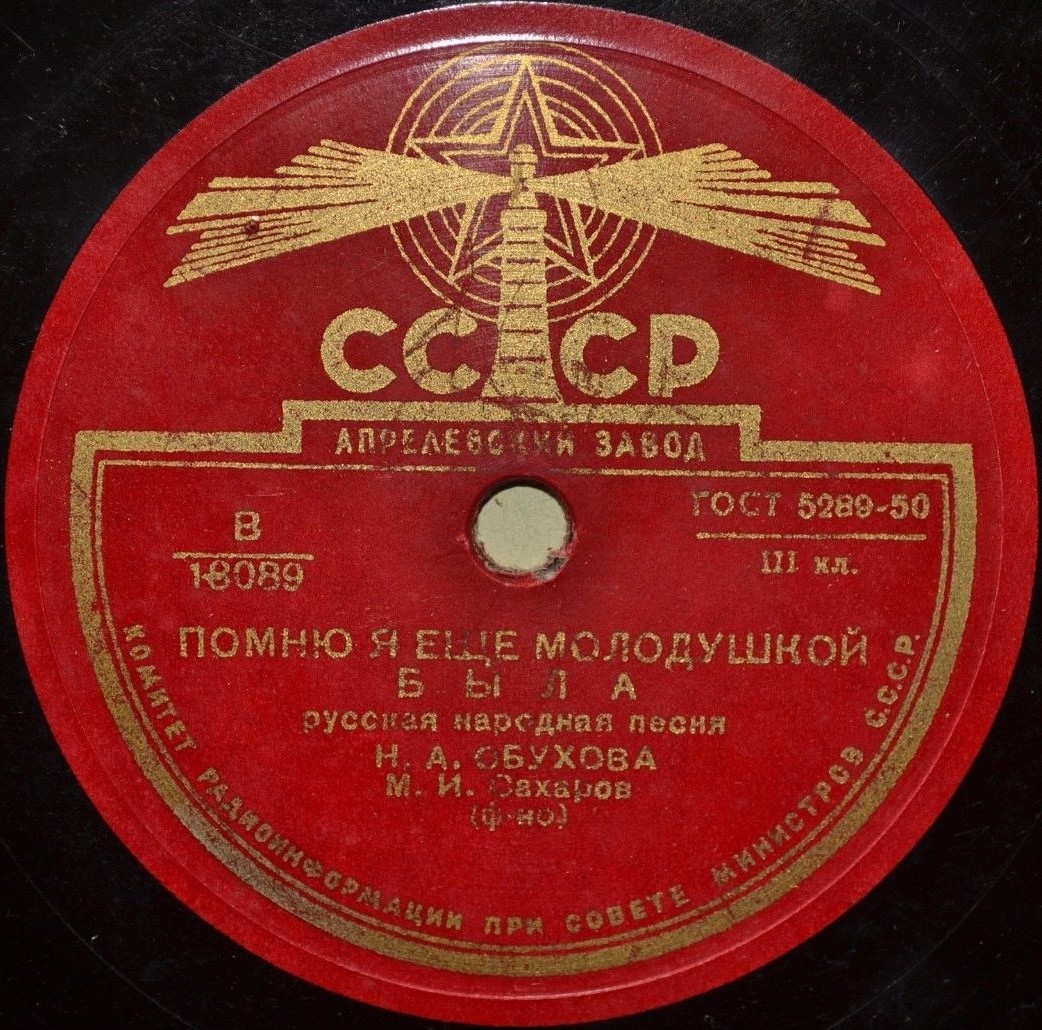 СССР
АПРЕЛЕВСКИЙ ЗАВОД
В
18089
ГОСТ 5289-50
III кл.
ПОМНЮ Я ЕЩЕ МОЛОДУШКОЙ
БЫЛА
русская народная песня
Н. А. ОБУХОВА
М. И. Сахаров
(ф-но)
КОМИТЕТ РАДИОИНФОРМАЦИИ ПРИ СОВЕТЕ МИНИСТРОВ С.С.С.Р.